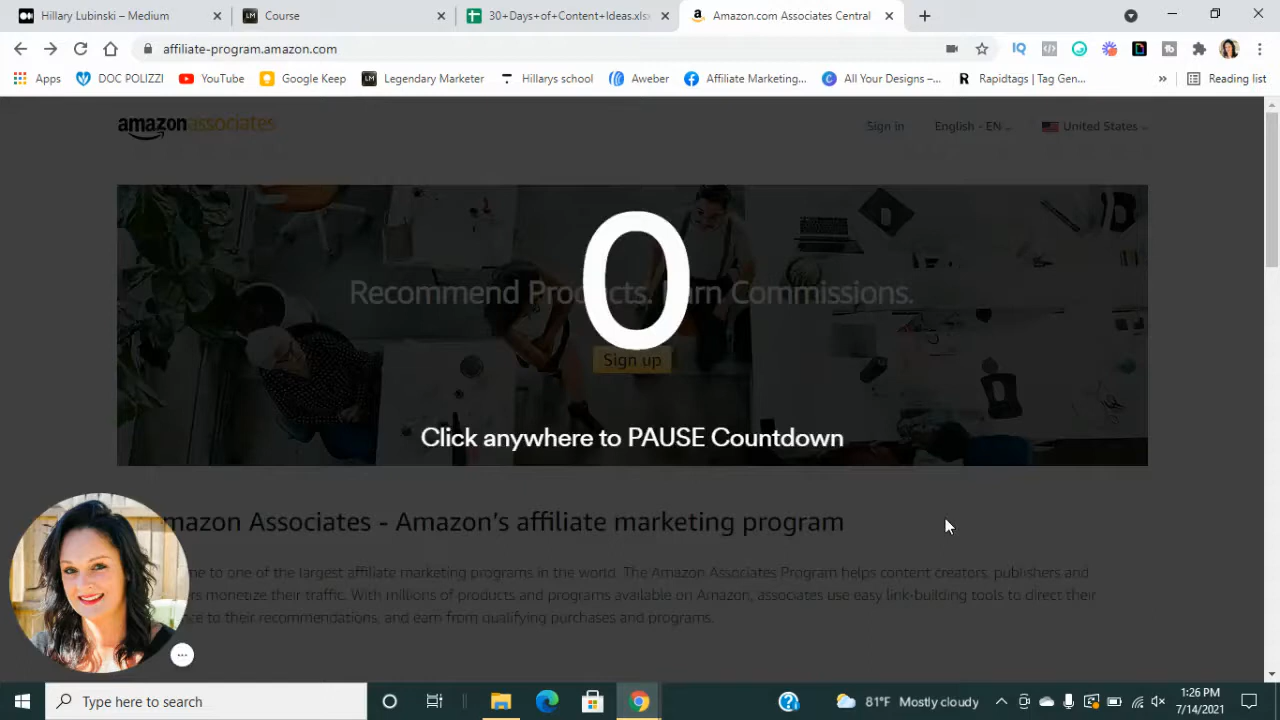 Hillary Lubinski – Medium
Course
30+Days+of+Content+Ideas.xls
Amazon.com Associates Central
affiliate-program.amazon.com
Apps
DOC POLIZZI
YouTube
Google Keep
Legendary Marketer
Hillarys school
Aweber
Affiliate Marketing...
All Your Designs –...
Rapidtags | Tag Gen...
Reading list
amazonassociates
Sign in
English - EN
United States
0
Recommend Products. Earn Commissions.
Sign up
Click anywhere to PAUSE Countdown
mazon Associates - Amazon's affiliate marketing program
me to one of the largest affiliate marketing programs in the world. The Amazon Associates Program helps content creators, publishers and
rs monetize their traffic. With millions of products and programs available on Amazon, associates use easy link-building tools to direct their
ce to their recommendations, and earn from qualifying purchases and programs.
Type here to search
81°F Mostly cloudy
1:26 PM
7/14/2021